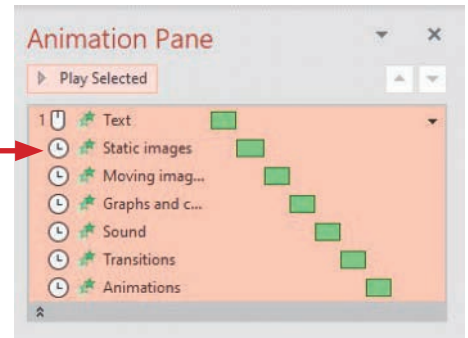 Animation Pane
Play Selected
1 Text
Static images
Moving imag...
Graphs and c...
Sound
Transitions
Animations